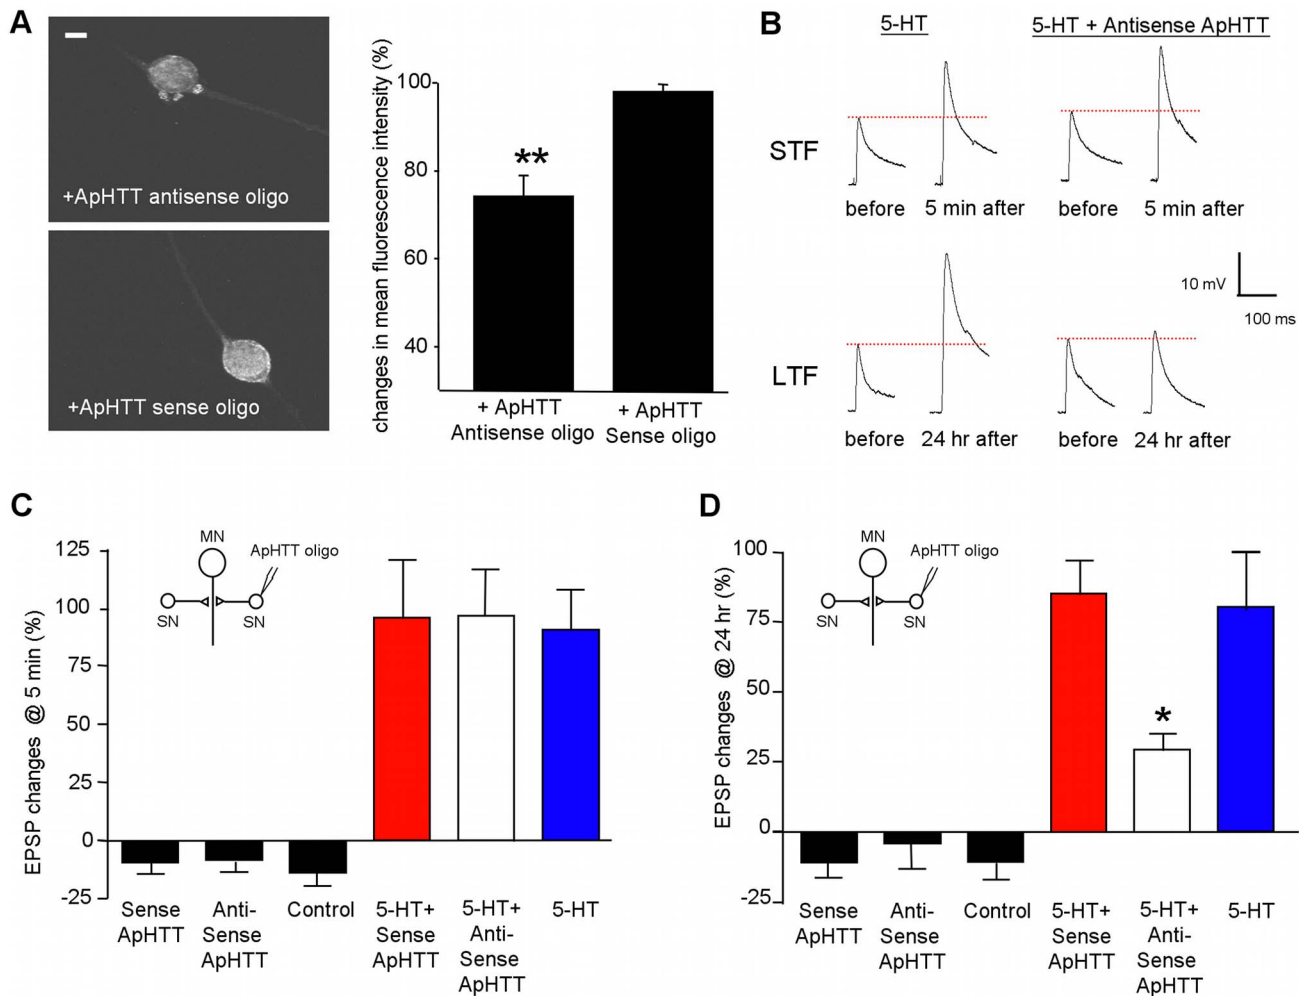 A
+ApHTT antisense oligo
+ApHTT sense oligo
changes in mean fluorescence intensity (%)
100
80
60
40
**
+ ApHTT
Antisense oligo
+ ApHTT
Sense oligo
B
5-HT
5-HT + Antisense ApHTT
STF
before
5 min after
before
5 min after
10 mV
100 ms
LTF
before
24 hr after
before
24 hr after
C
EPSP changes @ 5 min (%)
125
100
75
50
25
0
-25
MN
ApHTT oligo
SN
SN
Sense
ApHTT
Anti-
Sense
ApHTT
Control
5-HT+
Sense
ApHTT
5-HT+
Anti-
Sense
ApHTT
5-HT
D
EPSP changes @ 24 hr (%)
100
75
50
25
0
-25
MN
ApHTT oligo
SN
SN
*
Sense
ApHTT
Anti-
Sense
ApHTT
Control
5-HT+
Sense
ApHTT
5-HT+
Anti-
Sense
ApHTT
5-HT